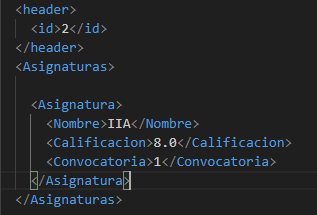 <header>
<id>2</id>
</header>
<Asignaturas>
<Asignatura>
<Nombre>IIA</Nombre>
<Calificacion>8.0</Calificacion>
<Convocatoria>1</Convocatoria>
</Asignatura>
</Asignaturas>